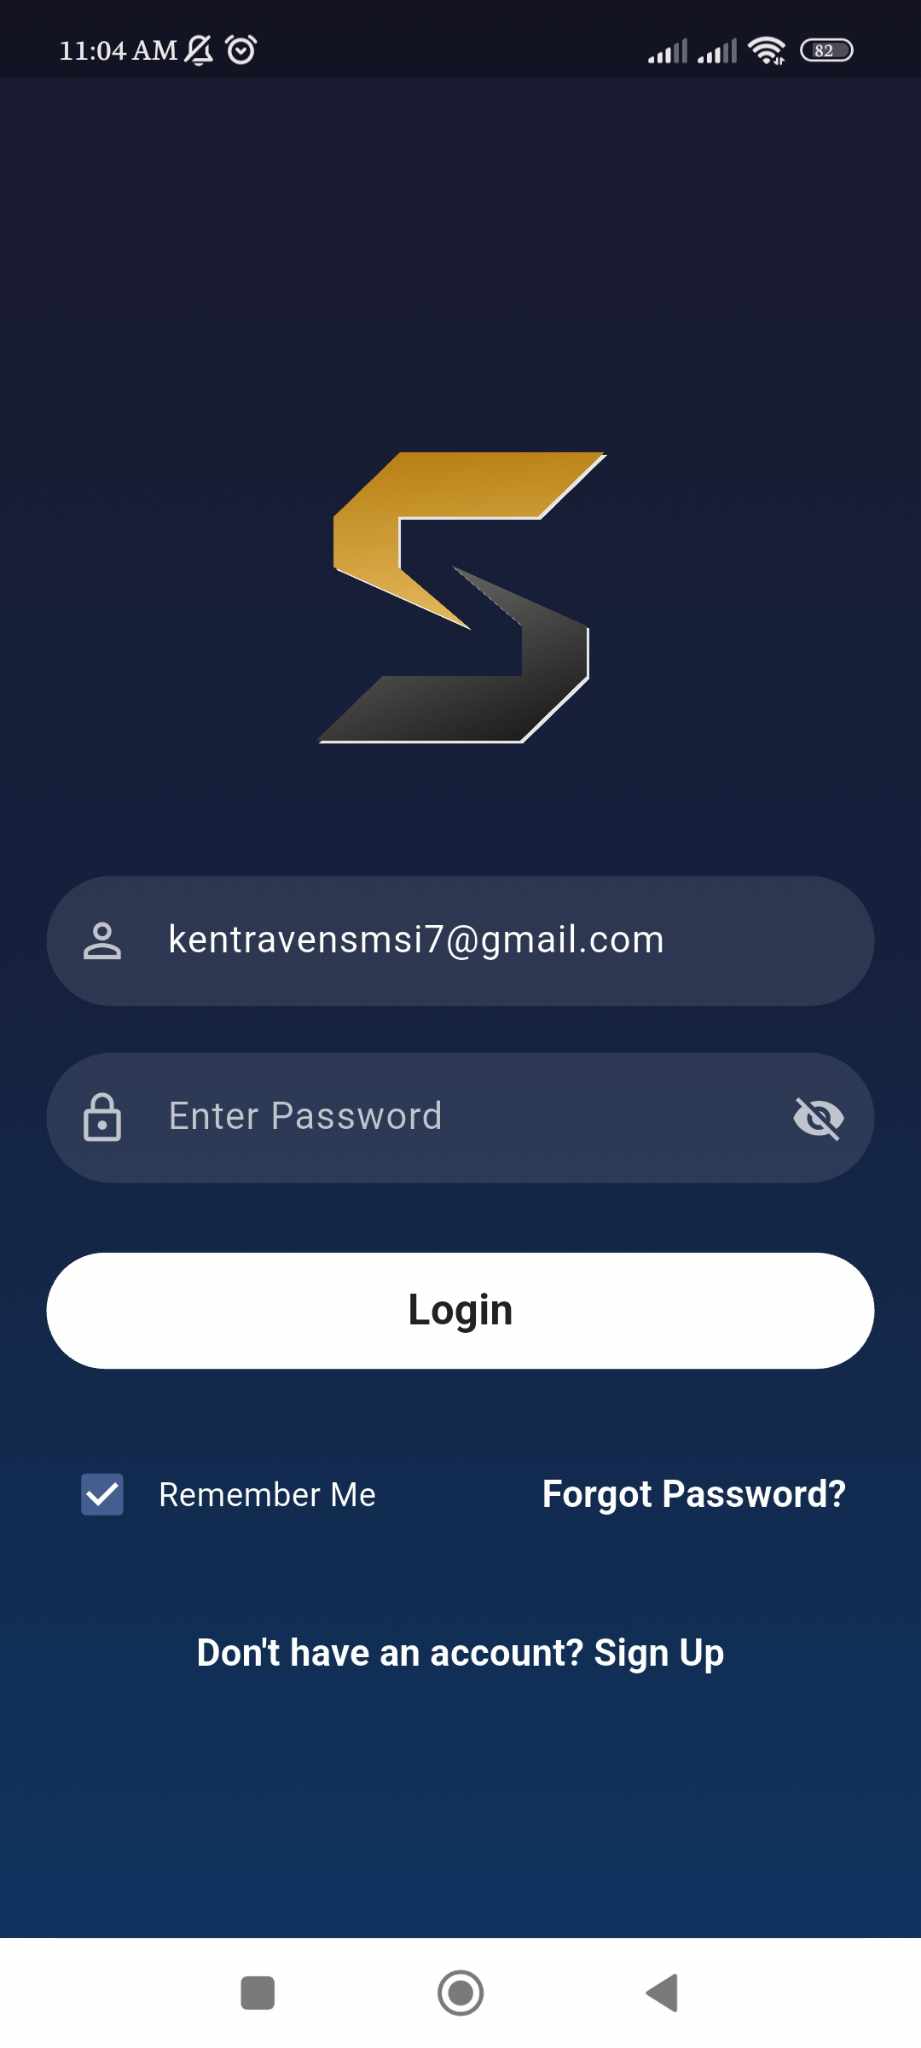 11:04 AM
82
kentravensmsi7@gmail.com
Enter Password
Login
Remember Me
Forgot Password?
Don't have an account? Sign Up